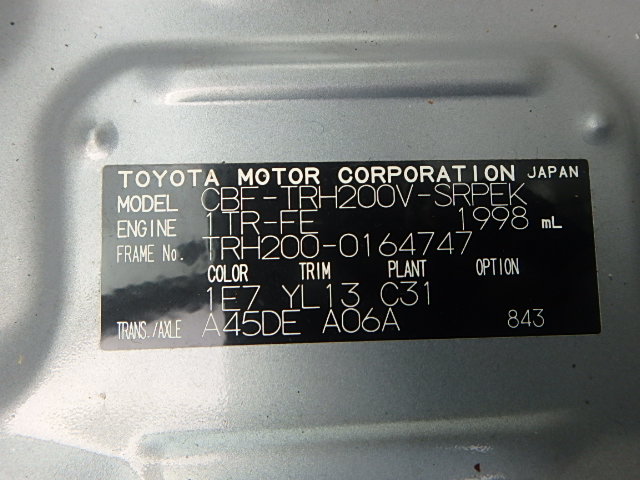 TOYOTA MOTOR CORPORATION JAPAN
MODEL CBF-TRH200V-SRPEK
ENGINE 1TR-FE 1998 mL
FRAME No. TRH200-0164747
COLOR TRIM PLANT OPTION
1E7 YL13 C31
TRANS./AXLE A45DE A06A 843